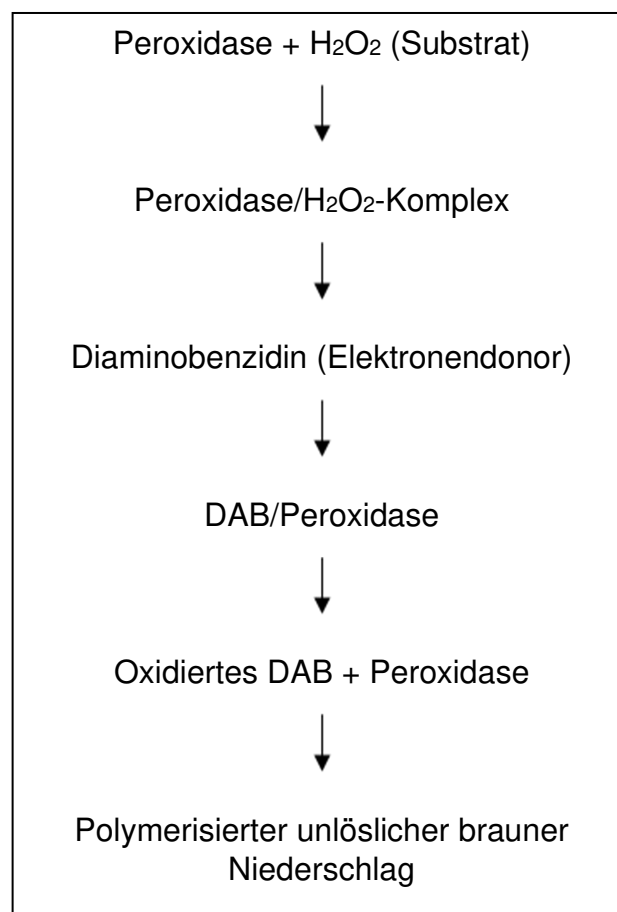 Peroxidase + H₂O₂ (Substrat)
Peroxidase/H₂O₂-Komplex
Diaminobenzidin (Elektronendonor)
DAB/Peroxidase
Oxidiertes DAB + Peroxidase
Polymerisierter unlöslicher brauner
Niederschlag